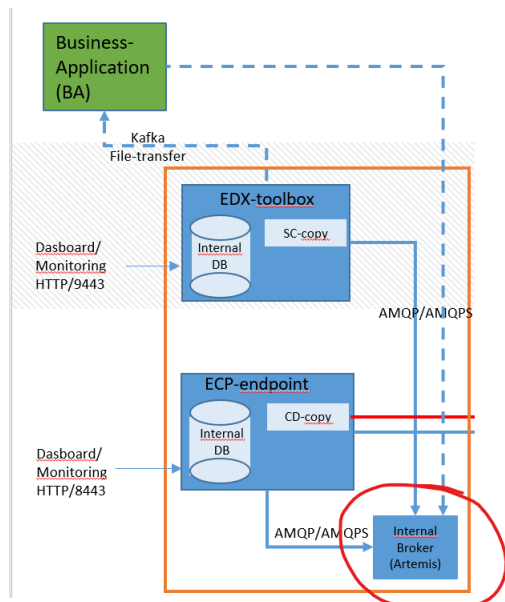 Business-
Application
(BA)
Kafka
File-transfer
EDX-toolbox
SC-copy
Internal
DB
Dasboard/
Monitoring
HTTP/9443
AMQP/AMQPS
ECP-endpoint
CD-copy
Internal
DB
Dasboard/
Monitoring
HTTP/8443
AMQP/AMQPS
Internal
Broker
(Artemis)